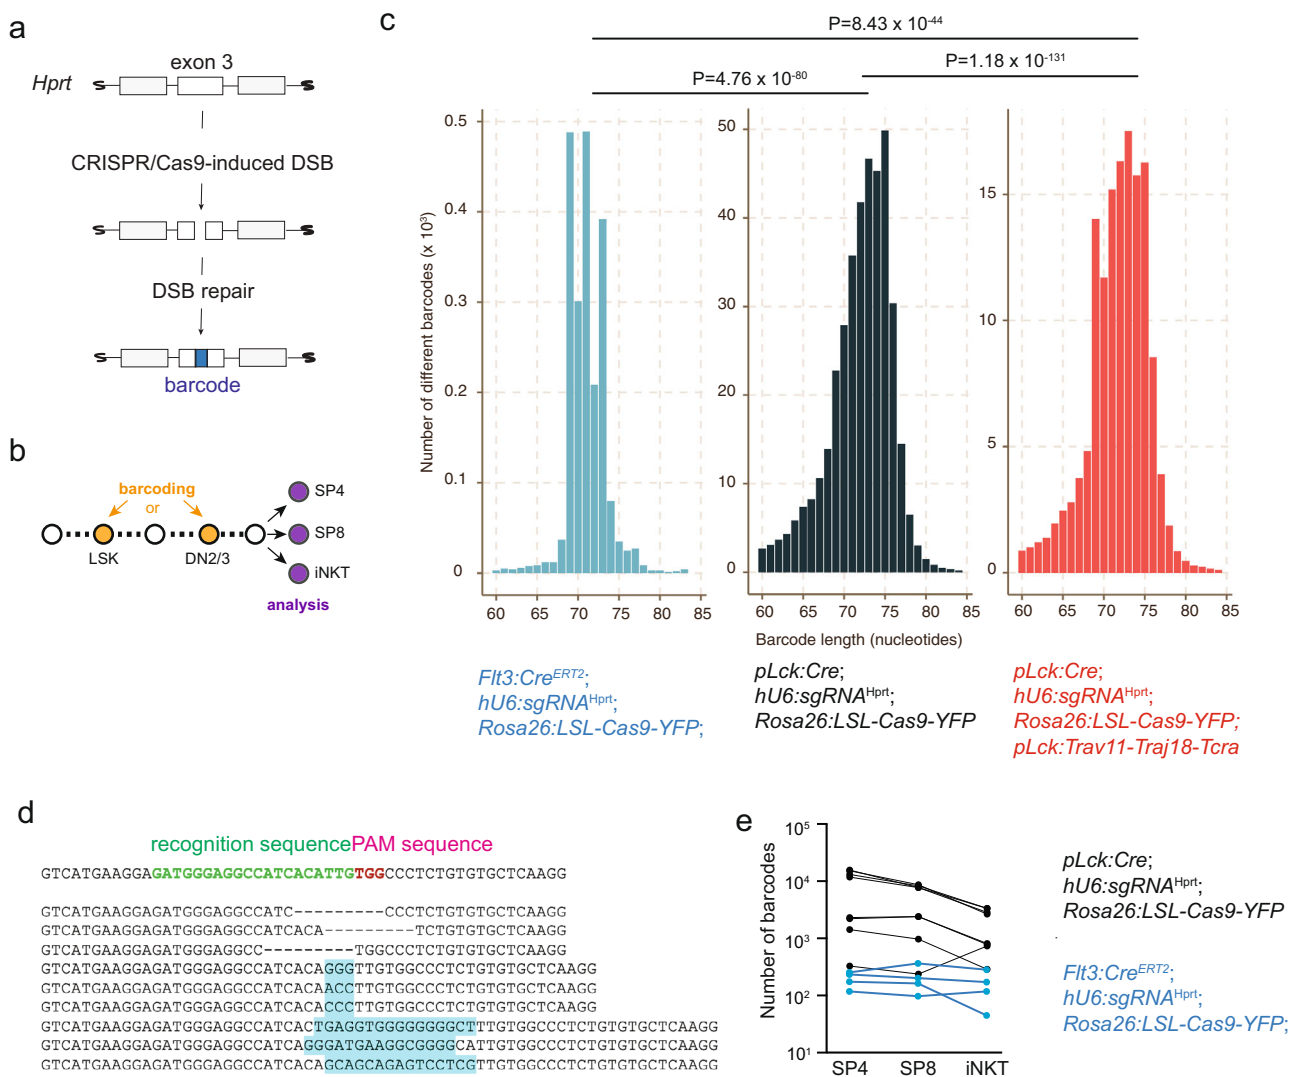 a
Hprt
exon 3
CRISPR/Cas9-induced DSB
DSB repair
barcode
b
barcoding
or
LSK
DN2/3
SP4
SP8
iNKT
analysis
c
P=8.43 x 10-44
P=4.76 x 10-80
P=1.18 x 10-131
Number of different barcodes (x 10³)
0.5
0.4
0.3
0.2
0.1
0
60 65 70 75 80 85
50
40
30
20
10
0
60 65 70 75 80 85
15
10
5
0
60 65 70 75 80 85
Barcode length (nucleotides)
Flt3:CreERT2;
hU6:sgRNAHprt;
Rosa26:LSL-Cas9-YFP;
pLck:Cre;
hU6:sgRNAHprt;
Rosa26:LSL-Cas9-YFP
pLck:Cre;
hU6:sgRNAHprt;
Rosa26:LSL-Cas9-YFP;
pLck:Trav11-Traj18-Tcra
d
recognition sequencePAM sequence
GTCATGAAGGAGATGGGAGGCCATCACATTGTGGCCCTCTGTGTGCTCAAGG
GTCATGAAGGAGATGGGAGGCCATC---------CCCTCTGTGTGCTCAAGG
GTCATGAAGGAGATGGGAGGCCATCACA---------TCTGTGTGCTCAAGG
GTCATGAAGGAGATGGGAGGCC---------TGGCCCTCTGTGTGCTCAAGG
GTCATGAAGGAGATGGGAGGCCATCACAGGGTTGTGGCCCTCTGTGTGCTCAAGG
GTCATGAAGGAGATGGGAGGCCATCACAACCTTGTGGCCCTCTGTGTGCTCAAGG
GTCATGAAGGAGATGGGAGGCCATCACACCCTTGTGGCCCTCTGTGTGCTCAAGG
GTCATGAAGGAGATGGGAGGCCATCACTGAGGTGGGGGGGGCTTTGTGGCCCTCTGTGTGCTCAAGG
GTCATGAAGGAGATGGGAGGCCATCAGGGATGAAGGCGGGGCATTGTGGCCCTCTGTGTGCTCAAGG
GTCATGAAGGAGATGGGAGGCCATCACAGCAGCAGAGTCCTCGTTGTGGCCCTCTGTGTGCTCAAGG
e
Number of barcodes
10⁵
10⁴
10³
10²
10¹
SP4 SP8 iNKT
pLck:Cre;
hU6:sgRNAHprt;
Rosa26:LSL-Cas9-YFP
Flt3:CreERT2;
hU6:sgRNAHprt;
Rosa26:LSL-Cas9-YFP;